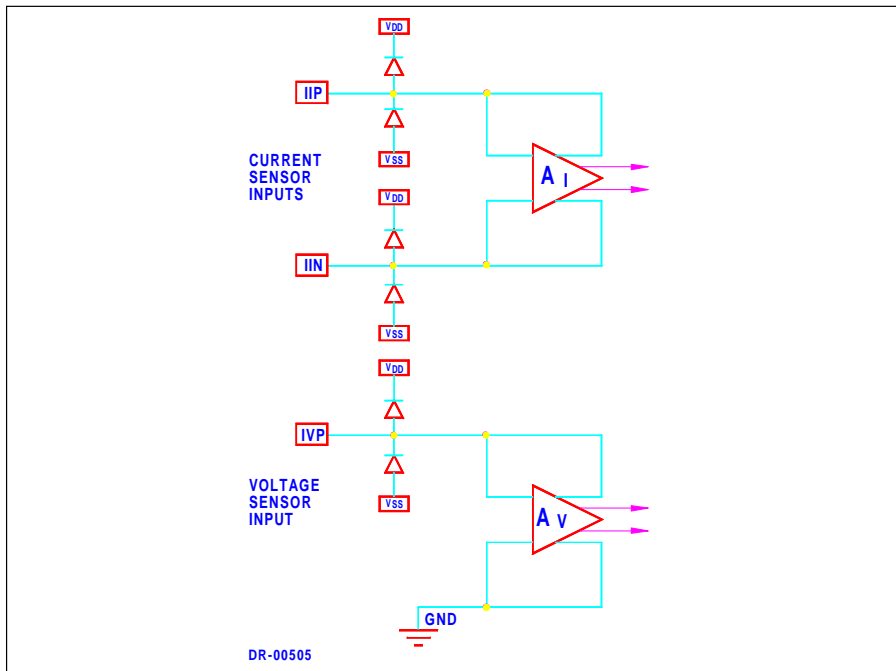 VDD
IIP
CURRENT
SENSOR
INPUTS
VSS
VDD
A I
IIN
VSS
VDD
IVP
VOLTAGE
SENSOR
INPUT
VSS
A V
GND
DR-00505